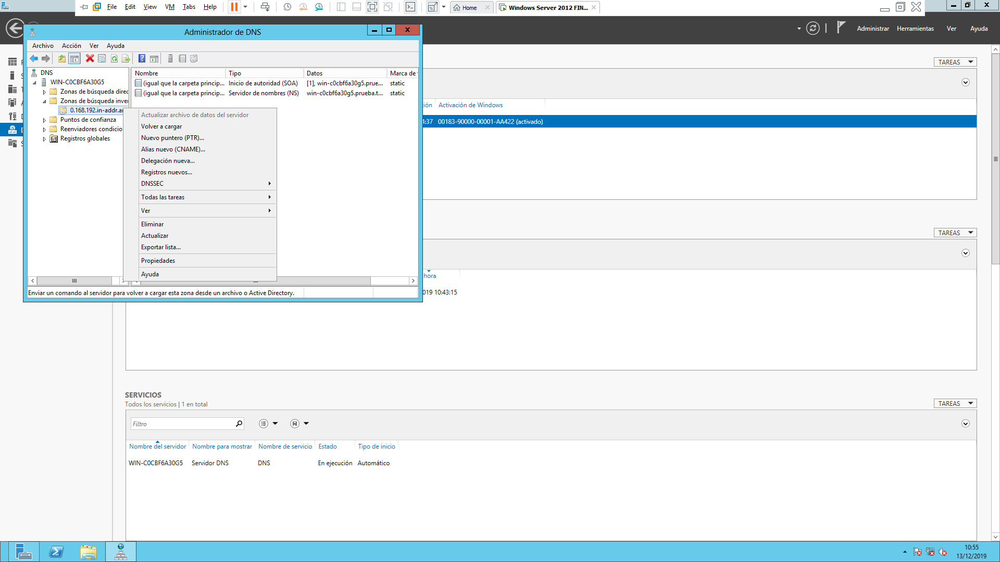 File Edit View VM Tabs Help
Home
Windows Server 2012 FIN...
Administrar Herramientas Ver Ayuda
Administrador de DNS
Archivo Acción Ver Ayuda
DNS
WIN-C0CBF6A30G5
Zonas de búsqueda direc
Zonas de búsqueda inver
0.168.192.in-addr.ar
Puntos de confianza
Reenviadores condicio
Registros globales
Nombre Tipo Datos Marca de
(igual que la carpeta princip... Inicio de autoridad (SOA) [1], win-c0cbf6a30g5.prue... static
(igual que la carpeta princip... Servidor de nombres (NS) win-c0cbf6a30g5.prueba.t... static
Actualizar archivo de datos del servidor
Volver a cargar
Nuevo puntero (PTR)...
Alias nuevo (CNAME)...
Delegación nueva...
Registros nuevos...
DNSSEC
Todas las tareas
Ver
Eliminar
Actualizar
Exportar lista...
Propiedades
Ayuda
Enviar un comando al servidor para volver a cargar esta zona desde un archivo o Active Directory.
TAREAS
ión Activación de Windows
4:37 00183-90000-00001-AA422 (activado)
TAREAS
hora
019 10:43:15
SERVICIOS
Todos los servicios | 1 en total
TAREAS
Filtro
Nombre del servidor Nombre para mostrar Nombre de servicio Estado Tipo de inicio
WIN-C0CBF6A30G5 Servidor DNS DNS En ejecución Automático
10:55
13/12/2019